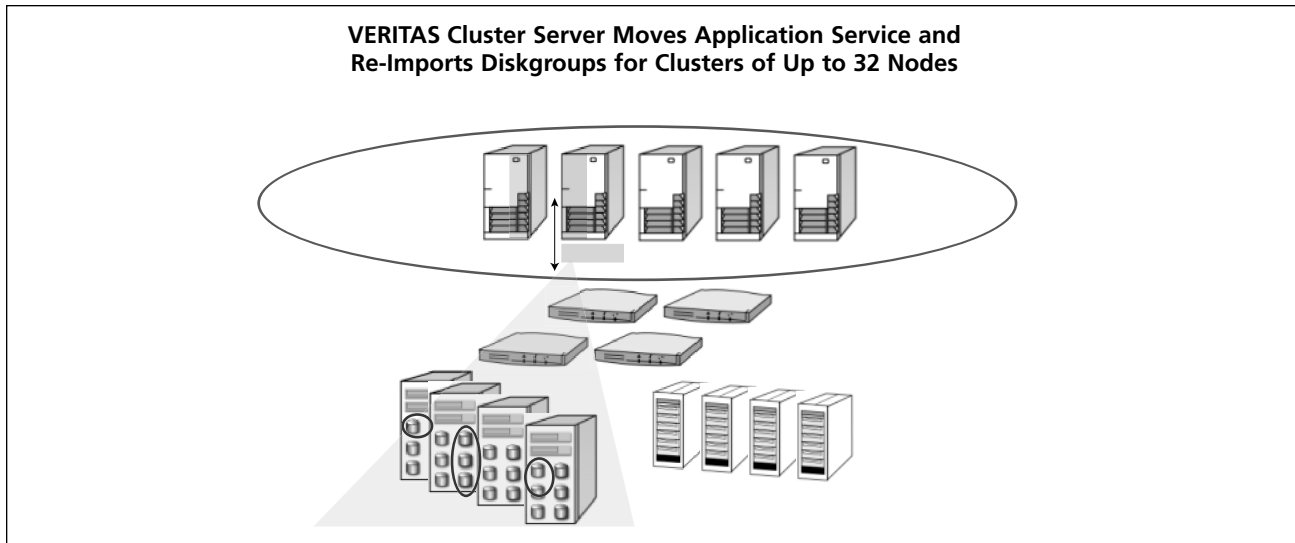 VERITAS Cluster Server Moves Application Service and
Re-Imports Diskgroups for Clusters of Up to 32 Nodes